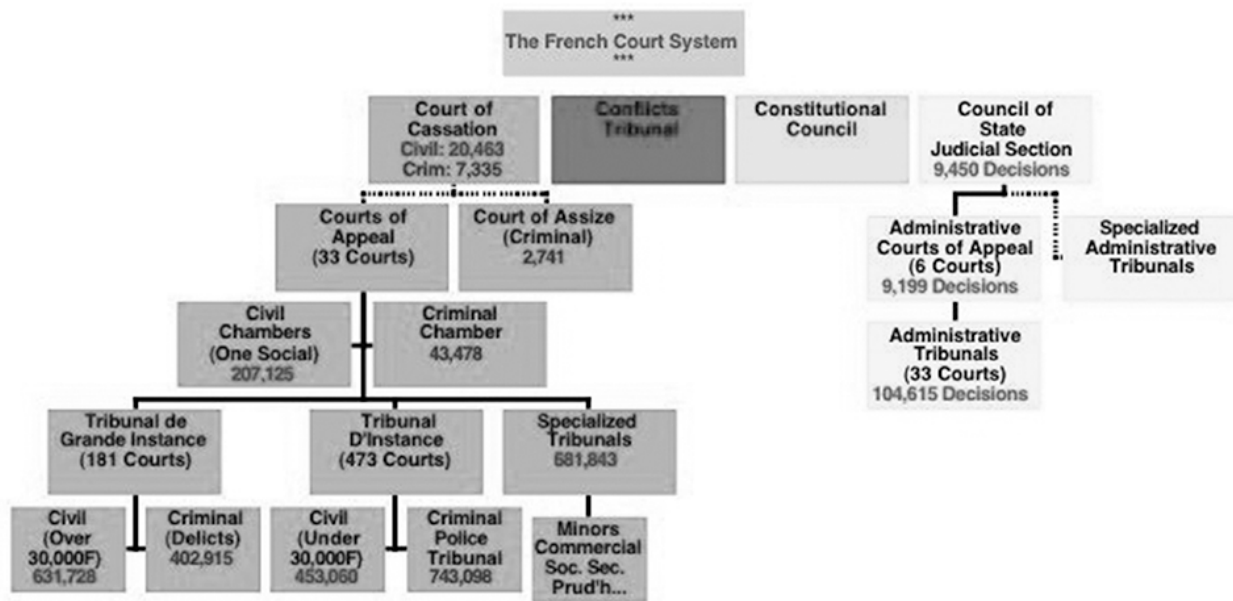 ***
The French Court System
***
Court of
Cassation
Civil: 20,463
Crim: 7,335
Conflicts
Tribunal
Constitutional
Council
Council of
State
Judicial Section
9,450 Decisions
Courts of
Appeal
(33 Courts)
Court of Assize
(Criminal)
2,741
Administrative
Courts of Appeal
(6 Courts)
9,199 Decisions
Specialized
Administrative
Tribunals
Civil
Chambers
(One Social)
207,125
Criminal
Chamber
43,478
Administrative
Tribunals
(33 Courts)
104,615 Decisions
Tribunal de
Grande Instance
(181 Courts)
Tribunal
D'Instance
(473 Courts)
Specialized
Tribunals
681,843
Civil
(Over
30,000F)
631,728
Criminal
(Delicts)
402,915
Civil
(Under
30,000F)
453,060
Criminal
Police
Tribunal
743,098
Minors
Commercial
Soc. Sec.
Prud'h...